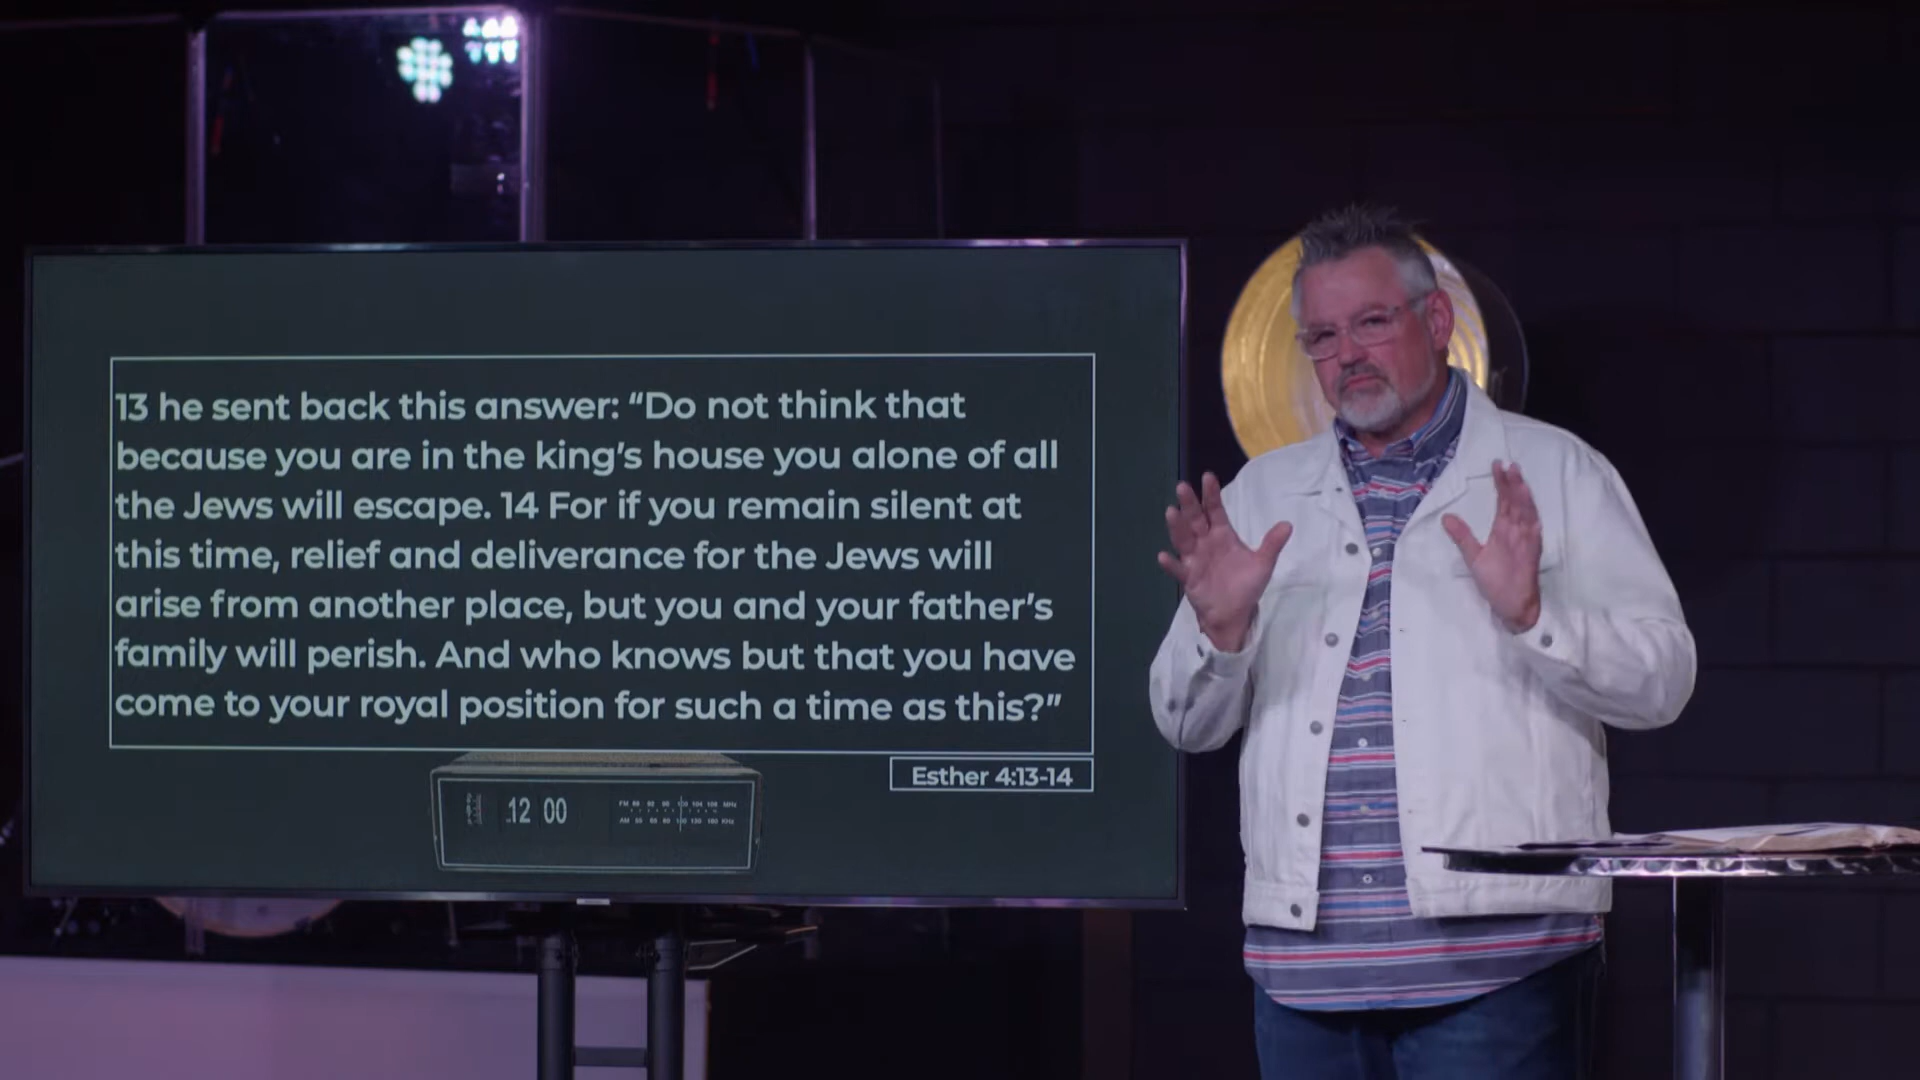 13 he sent back this answer: “Do not think that
because you are in the king’s house you alone of all
the Jews will escape. 14 For if you remain silent at
this time, relief and deliverance for the Jews will
arise from another place, but you and your father’s
family will perish. And who knows but that you have
come to your royal position for such a time as this?”
Esther 4:13-14
12 00